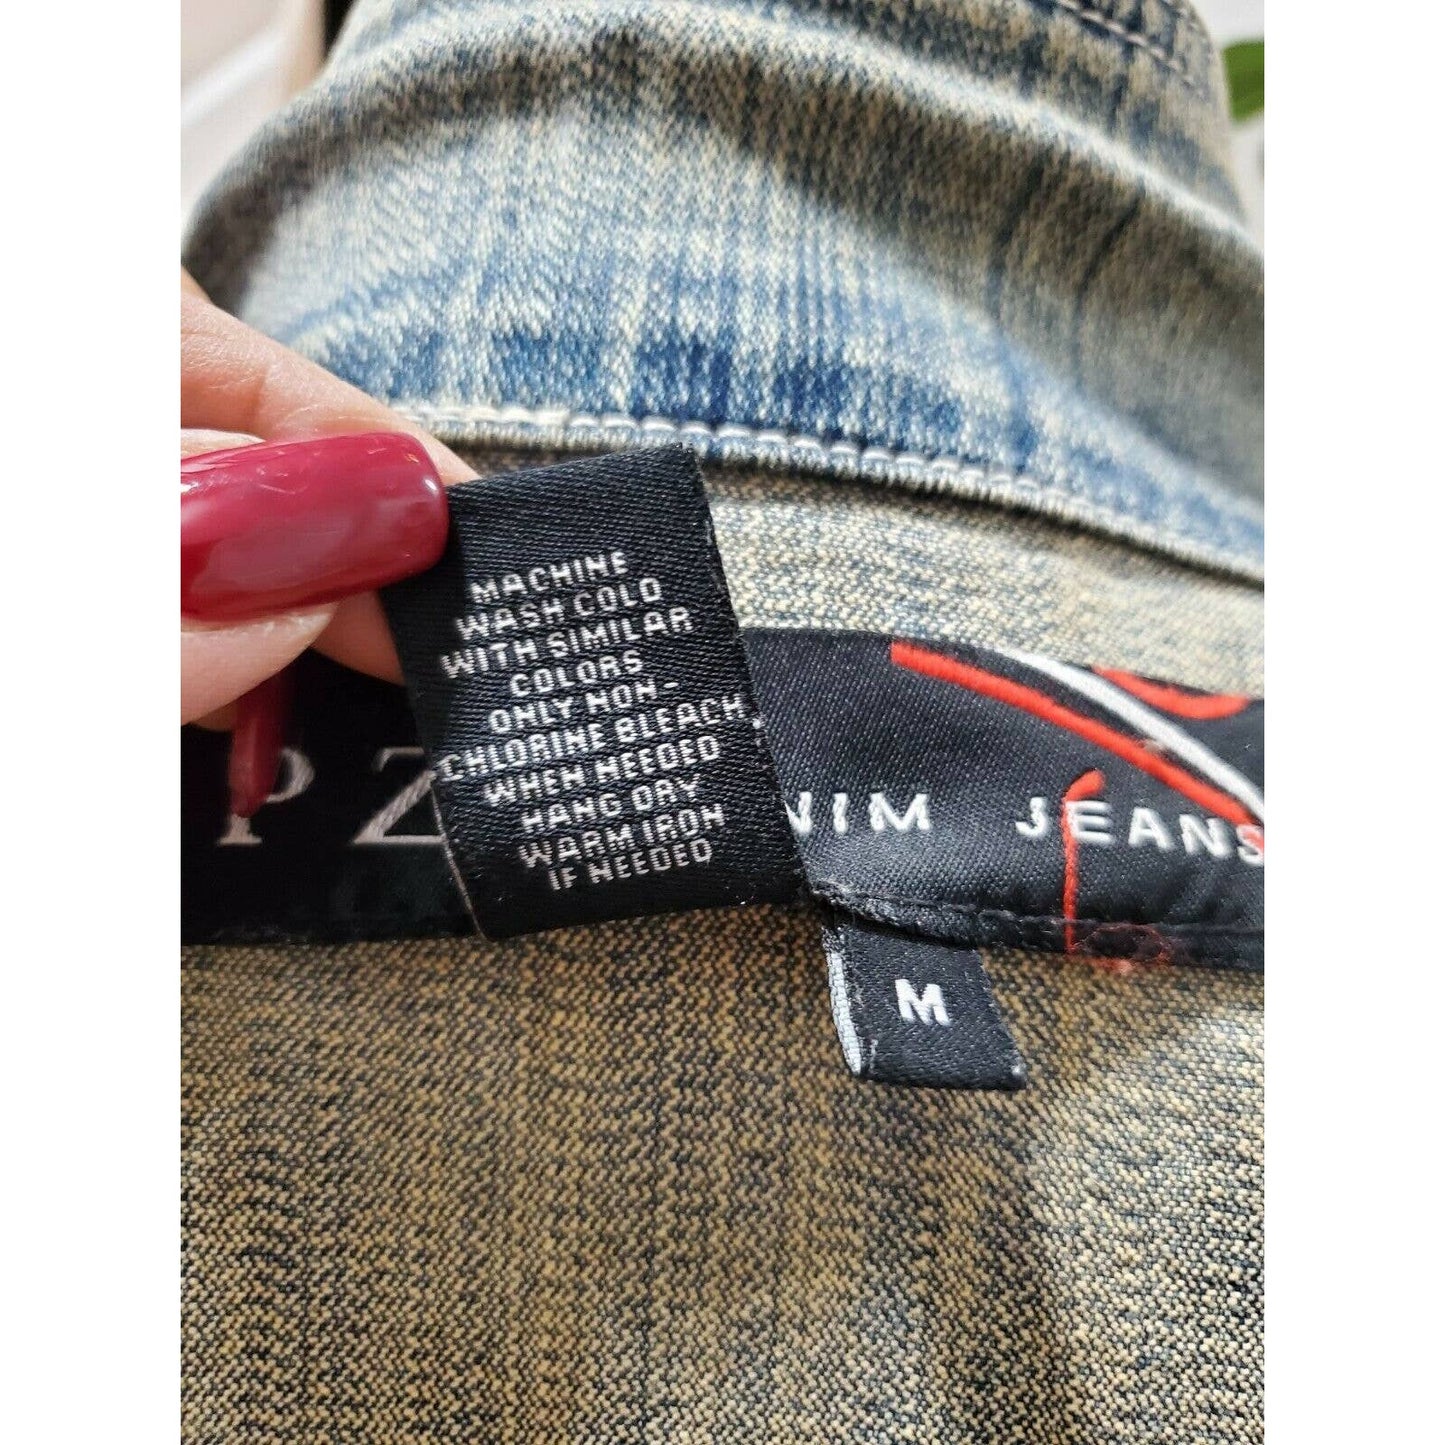 MACHINE
WASH COLD
WITH SIMILAR
COLORS
ONLY NON-
CHLORINE BLEACH
WHEN NEEDED
HANG DRY
WARM IRON
IF NEEDED
PZ
NIM JEANS
M